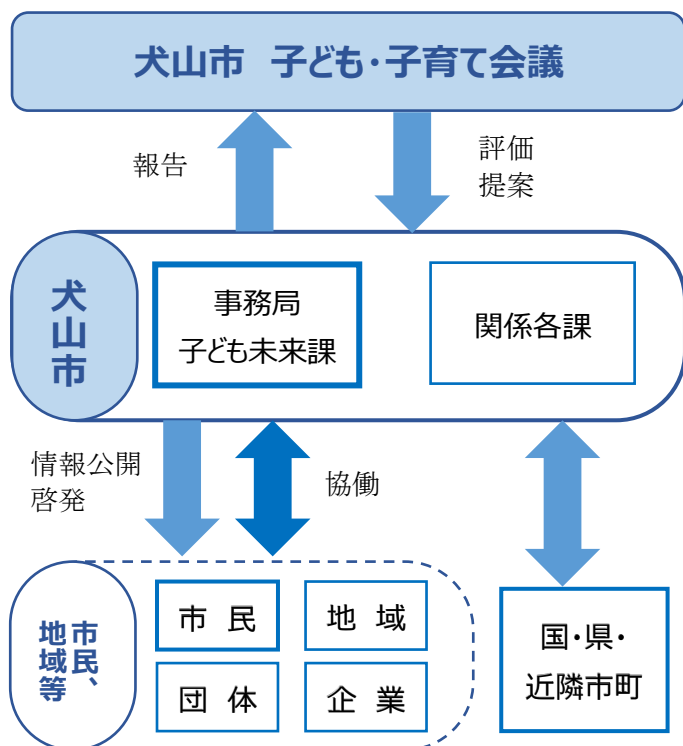 犬山市 子ども・子育て会議
報告
評価
提案
犬山市
事務局
子ども未来課
関係各課
情報公開
啓発
協働
市民、
地域等
市 民
地 域
団 体
企 業
国・県・
近隣市町